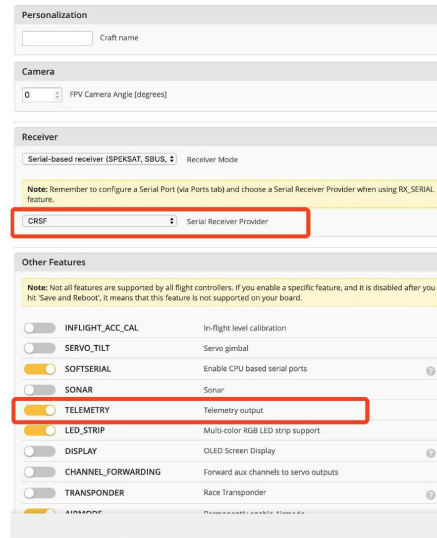 Personalization
Craft name
Camera
0 FPV Camera Angle [degrees]
Receiver
Serial-based receiver (SPEKSAT, SBUS, Receiver Mode
Note: Remember to configure a Serial Port (via Ports tab) and choose a Serial Receiver Provider when using RX_SERIAL
feature.
CRSF Serial Receiver Provider
Other Features
Note: Not all features are supported by all flight controllers. If you enable a specific feature, and it is disabled after you
hit 'Save and Reboot', it means that this feature is not supported on your board.
INFLIGHT_ACC_CAL In-flight level calibration
SERVO_TILT Servo gimbal
SOFTSERIAL Enable CPU based serial ports
SONAR Sonar
TELEMETRY Telemetry output
LED_STRIP Multi-color RGB LED strip support
DISPLAY OLED Screen Display
CHANNEL_FORWARDING Forward aux channels to servo outputs
TRANSPONDER Race Transponder
AIRMODE Permanently enable Airmode